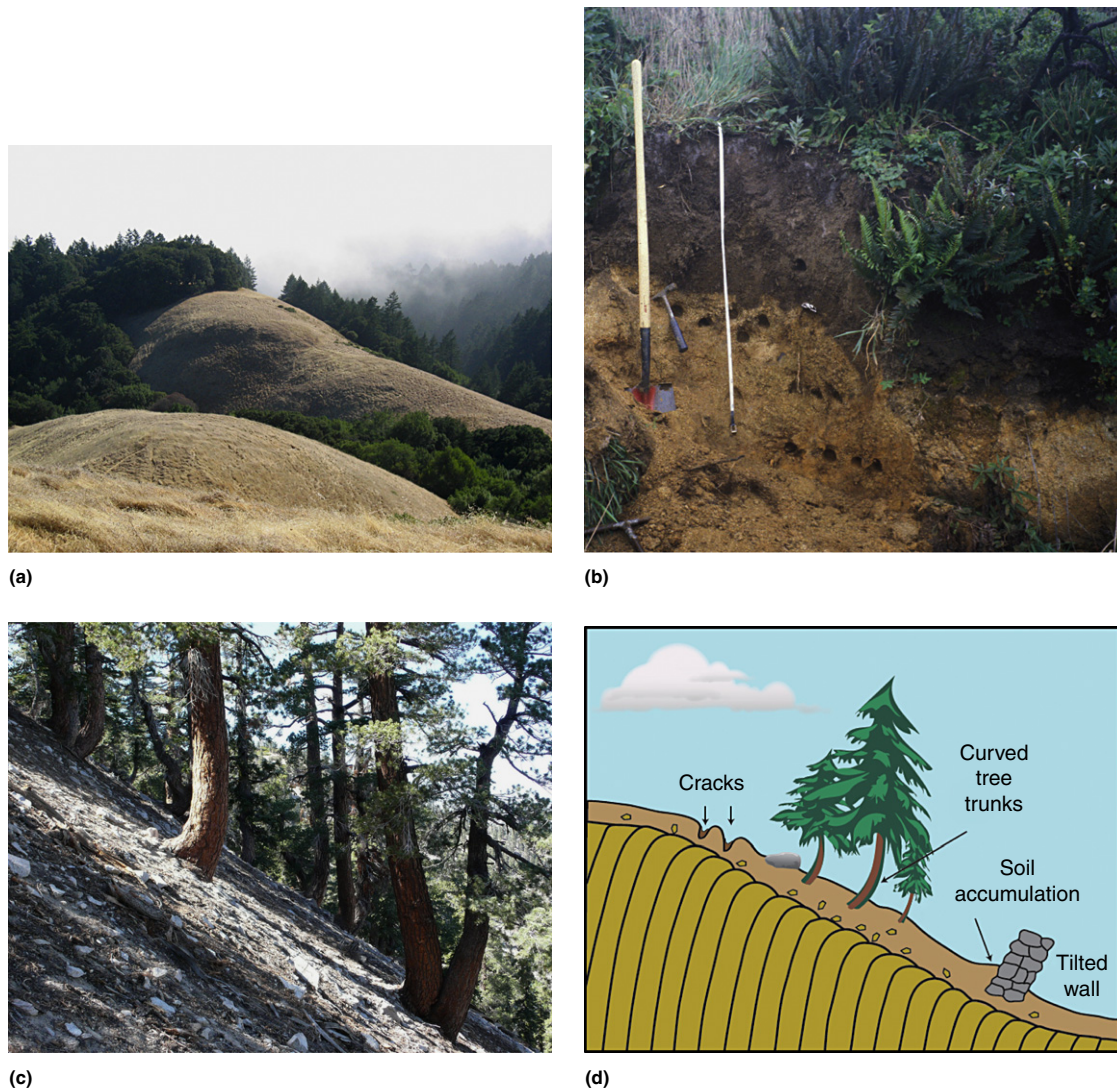 (a)
(b)
(c)
Cracks
Curved
tree
trunks
Soil
accumulation
Tilted
wall
(d)